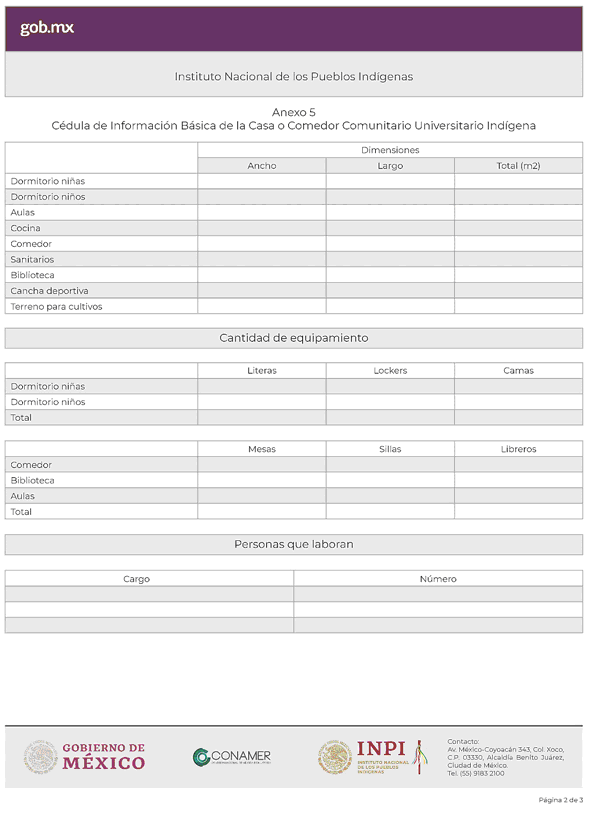 gob.mx
Instituto Nacional de los Pueblos Indígenas
Anexo 5
Cédula de Información Básica de la Casa o Comedor Comunitario Universitario Indígena
Dimensiones
Ancho Largo Total (m2)
Dormitorio niñas
Dormitorio niños
Aulas
Cocina
Comedor
Sanitarios
Biblioteca
Cancha deportiva
Terreno para cultivos
Cantidad de equipamiento
Literas Lockers Camas
Dormitorio niñas
Dormitorio niños
Total
Mesas Sillas Libreros
Comedor
Biblioteca
Aulas
Total
Personas que laboran
Cargo Número
GOBIERNO DE
MÉXICO
CONAMER
INPI
INSTITUTO NACIONAL
DE LOS PUEBLOS
INDÍGENAS
Contacto:
Av. México-Coyoacán 343, Col. Xoco,
C.P. 03330, Alcaldía Benito Juárez,
Ciudad de México.
Tel. (55) 9183 2100
Página 2 de 3